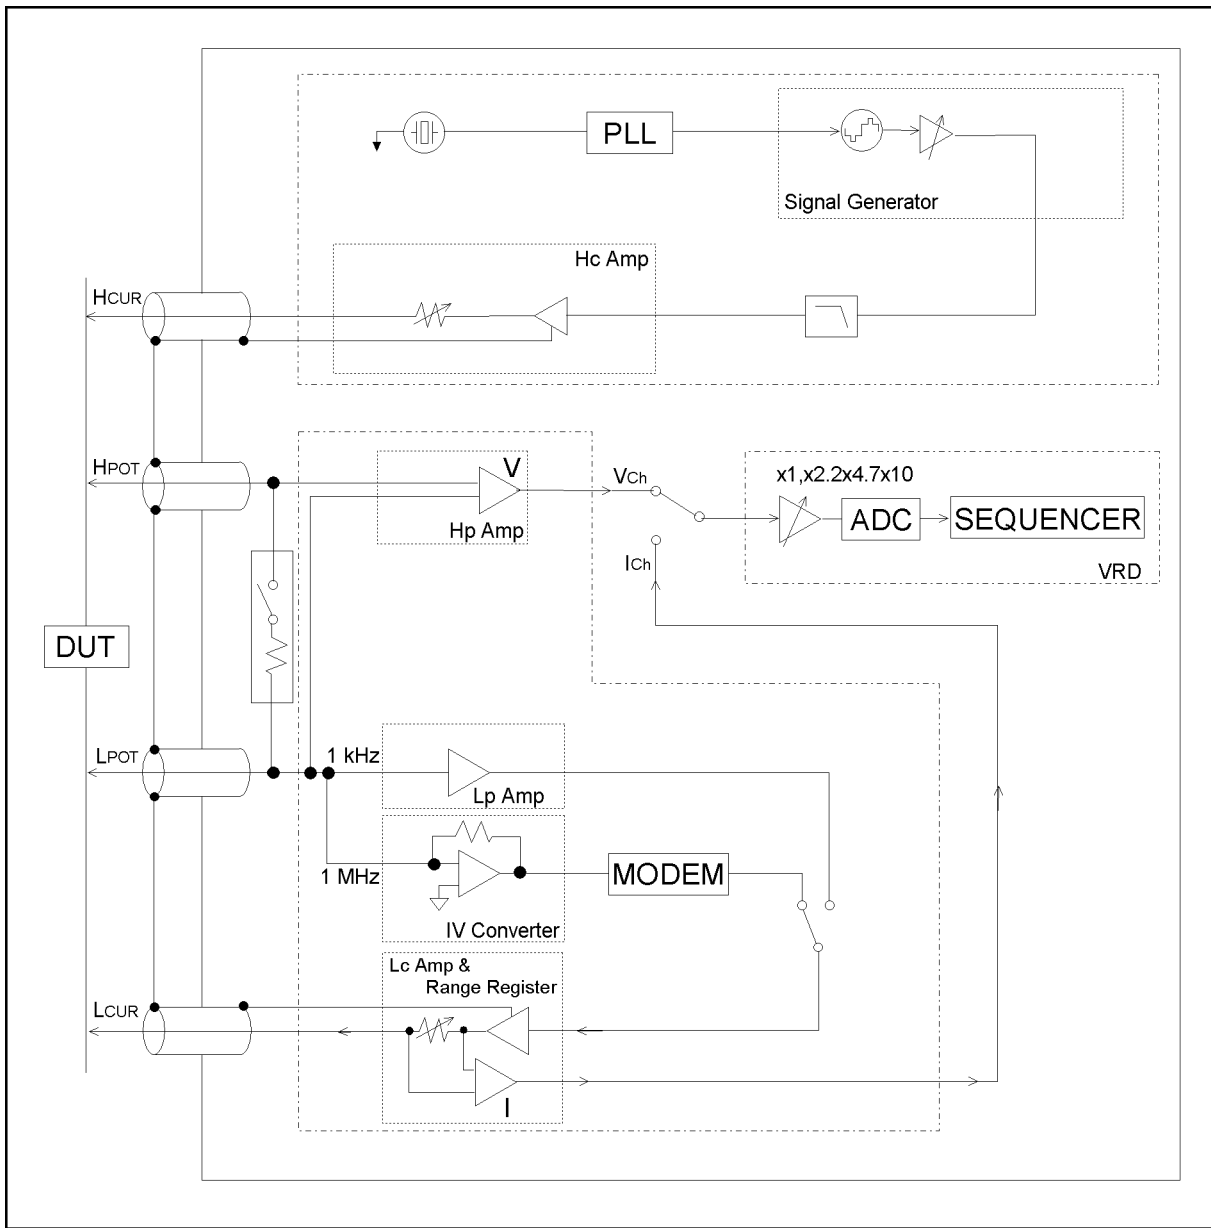 PLL
Signal Generator
Hc Amp
HCUR
HPOT
V
Hp Amp
VCh
ICh
x1,x2.2x4.7x10
ADC
SEQUENCER
VRD
DUT
LPOT
1 kHz
Lp Amp
1 MHz
IV Converter
MODEM
Lc Amp &
Range Register
LCUR
I